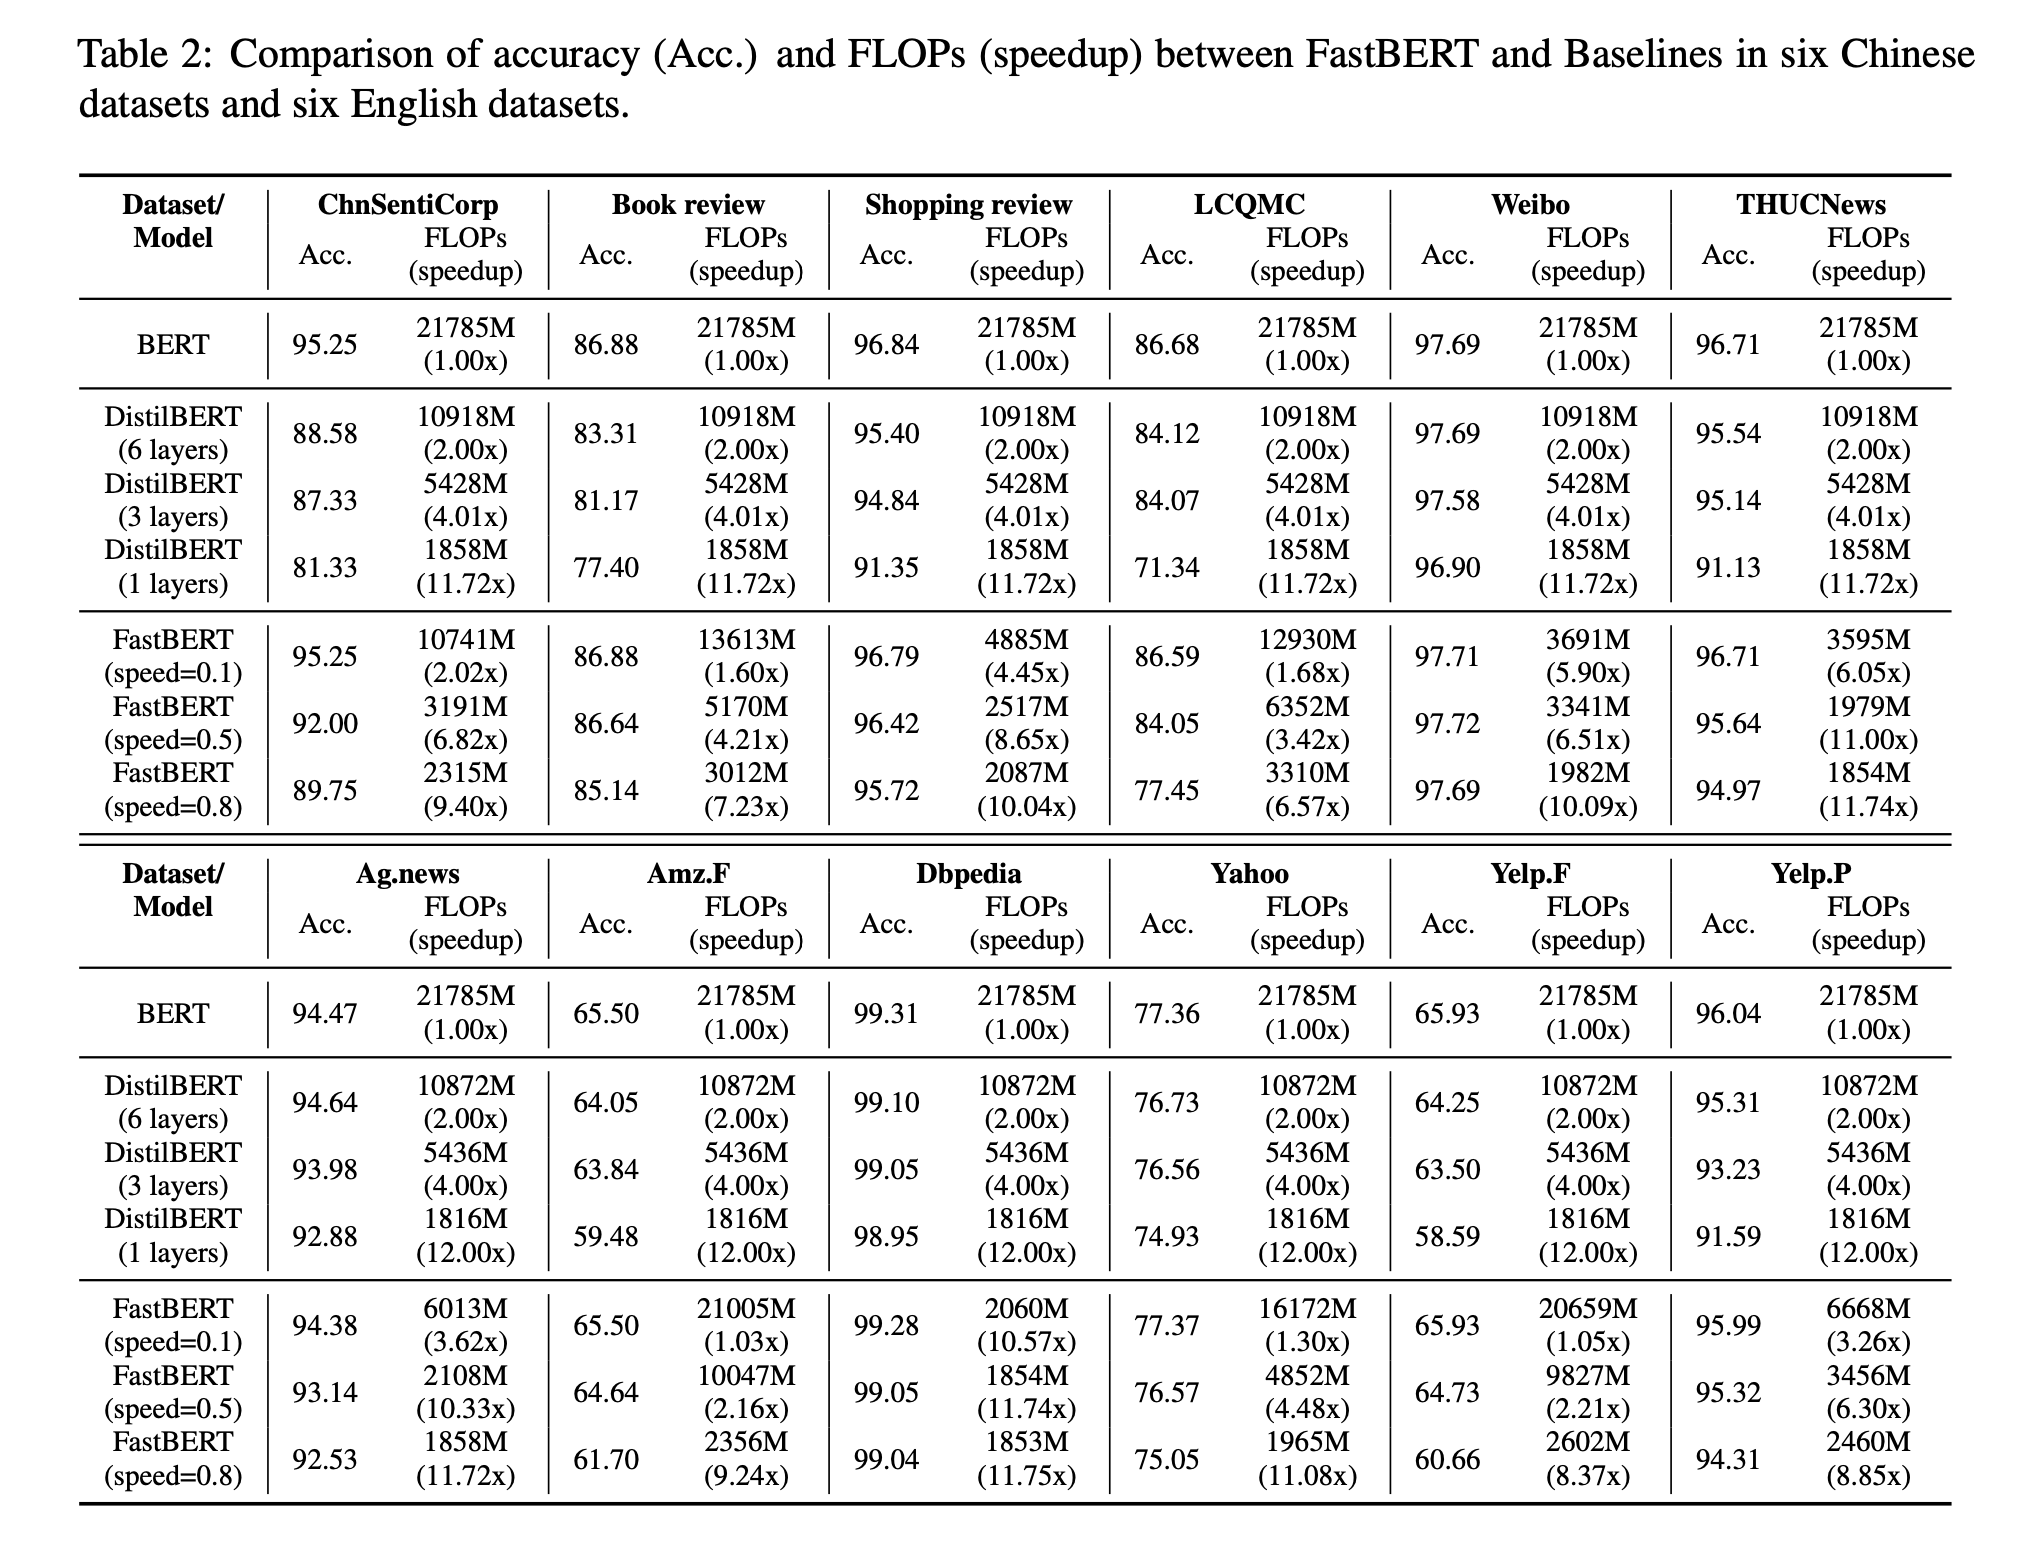 Table 2: Comparison of accuracy (Acc.) and FLOPs (speedup) between FastBERT and Baselines in six Chinese
datasets and six English datasets.
Dataset/ ChnSentiCorp Book review Shopping review LCQMC Weibo THUCNews
Model FLOPs FLOPs FLOPs FLOPs FLOPs FLOPs
Acc. Acc. Acc. Acc. Acc. Acc.
(speedup) (speedup) (speedup) (speedup) (speedup) (speedup)
21785M 21785M 21785M 21785M 21785M 21785M
BERT 95.25 86.88 96.84 86.68 97.69 96.71
(1.00x) (1.00x) (1.00x) (1.00x) (1.00x) (1.00x)
DistilBERT 10918M 10918M 10918M 10918M 10918M 10918M
88.58 83.31 95.40 84.12 97.69 95.54
(6 layers) (2.00x) (2.00x) (2.00x) (2.00x) (2.00x) (2.00x)
DistilBERT 5428M 5428M 5428M 5428M 5428M 5428M
87.33 81.17 94.84 84.07 97.58 95.14
(3 layers) (4.01x) (4.01x) (4.01x) (4.01x) (4.01x) (4.01x)
DistilBERT 1858M 1858M 1858M 1858M 1858M 1858M
81.33 77.40 91.35 71.34 96.90 91.13
(1 layers) (11.72x) (11.72x) (11.72x) (11.72x) (11.72x) (11.72x)
FastBERT 10741M 13613M 4885M 12930M 3691M 3595M
95.25 86.88 96.79 86.59 97.71 96.71
(speed=0.1) (2.02x) (1.60x) (4.45x) (1.68x) (5.90x) (6.05x)
FastBERT 3191M 5170M 2517M 6352M 3341M 1979M
92.00 86.64 96.42 84.05 97.72 95.64
(speed=0.5) (6.82x) (4.21x) (8.65x) (3.42x) (6.51x) (11.00x)
FastBERT 2315M 3012M 2087M 3310M 1982M 1854M
89.75 85.14 95.72 77.45 97.69 94.97
(speed=0.8) (9.40x) (7.23x) (10.04x) (6.57x) (10.09x) (11.74x)
Dataset/ Ag.news Amz.F Dbpedia Yahoo Yelp.F Yelp.P
Model FLOPs FLOPs FLOPs FLOPs FLOPs FLOPs
Acc. Acc. Acc. Acc. Acc. Acc.
(speedup) (speedup) (speedup) (speedup) (speedup) (speedup)
21785M 21785M 21785M 21785M 21785M 21785M
BERT 94.47 65.50 99.31 77.36 65.93 96.04
(1.00x) (1.00x) (1.00x) (1.00x) (1.00x) (1.00x)
DistilBERT 10872M 10872M 10872M 10872M 10872M 10872M
94.64 64.05 99.10 76.73 64.25 95.31
(6 layers) (2.00x) (2.00x) (2.00x) (2.00x) (2.00x) (2.00x)
DistilBERT 5436M 5436M 5436M 5436M 5436M 5436M
93.98 63.84 99.05 76.56 63.50 93.23
(3 layers) (4.00x) (4.00x) (4.00x) (4.00x) (4.00x) (4.00x)
DistilBERT 1816M 1816M 1816M 1816M 1816M 1816M
92.88 59.48 98.95 74.93 58.59 91.59
(1 layers) (12.00x) (12.00x) (12.00x) (12.00x) (12.00x) (12.00x)
FastBERT 6013M 21005M 2060M 16172M 20659M 6668M
94.38 65.50 99.28 77.37 65.93 95.99
(speed=0.1) (3.62x) (1.03x) (10.57x) (1.30x) (1.05x) (3.26x)
FastBERT 2108M 10047M 1854M 4852M 9827M 3456M
93.14 64.64 99.05 76.57 64.73 95.32
(speed=0.5) (10.33x) (2.16x) (11.74x) (4.48x) (2.21x) (6.30x)
FastBERT 1858M 2356M 1853M 1965M 2602M 2460M
92.53 61.70 99.04 75.05 60.66 94.31
(speed=0.8) (11.72x) (9.24x) (11.75x) (11.08x) (8.37x) (8.85x)